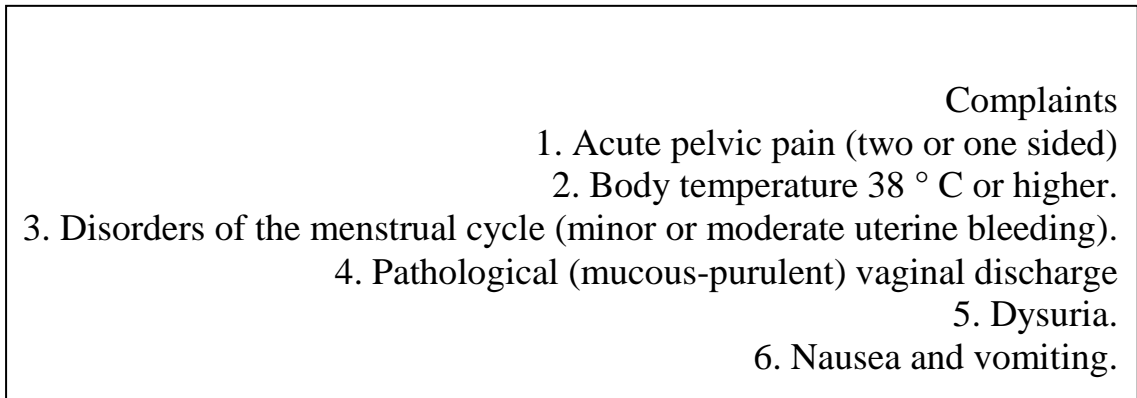 Complaints
1. Acute pelvic pain (two or one sided)
2. Body temperature 38 ° C or higher.
3. Disorders of the menstrual cycle (minor or moderate uterine bleeding).
4. Pathological (mucous-purulent) vaginal discharge
5. Dysuria.
6. Nausea and vomiting.